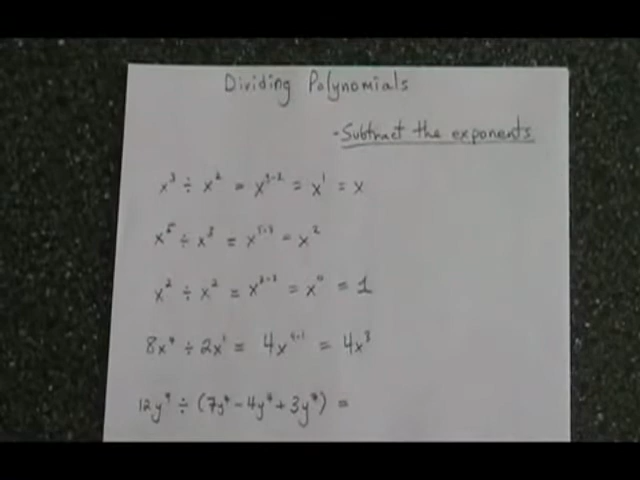 Dividing Polynomials
- Subtract the exponents
x³ ÷ x² = x³⁻² = x¹ = x
x⁵ ÷ x³ = x⁵⁻³ = x²
x² ÷ x² = x²⁻² = x⁰ = 1
8x⁴ ÷ 2x¹ = 4x⁴⁻¹ = 4x³
12y⁴ ÷ (7y⁴ - 4y⁴ + 3y⁴) =